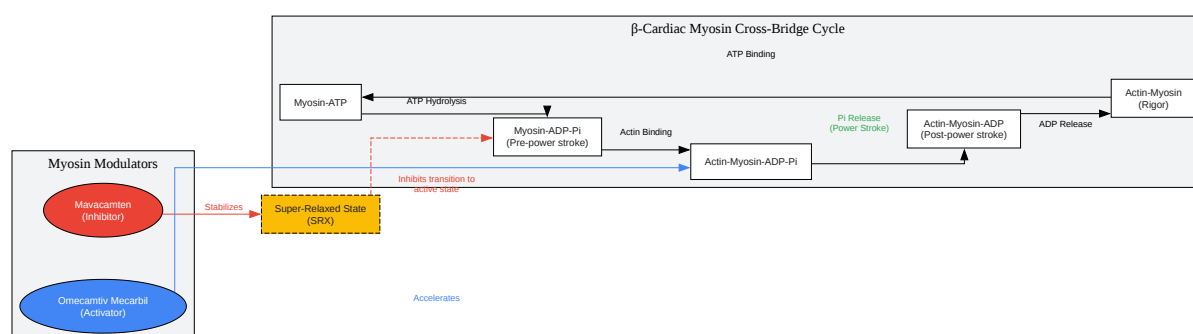 β-Cardiac Myosin Cross-Bridge Cycle
ATP Binding
Myosin-ATP
ATP Hydrolysis
Myosin-ADP-Pi
(Pre-power stroke)
Actin Binding
Actin-Myosin-ADP-Pi
Pi Release
(Power Stroke)
Actin-Myosin-ADP
(Post-power stroke)
ADP Release
Actin-Myosin
(Rigor)
Myosin Modulators
Mavacamten
(Inhibitor)
Stabilizes
Super-Relaxed State
(SRX)
Inhibits transition to
active state
Omecamtiv Mecarbil
(Activator)
Accelerates